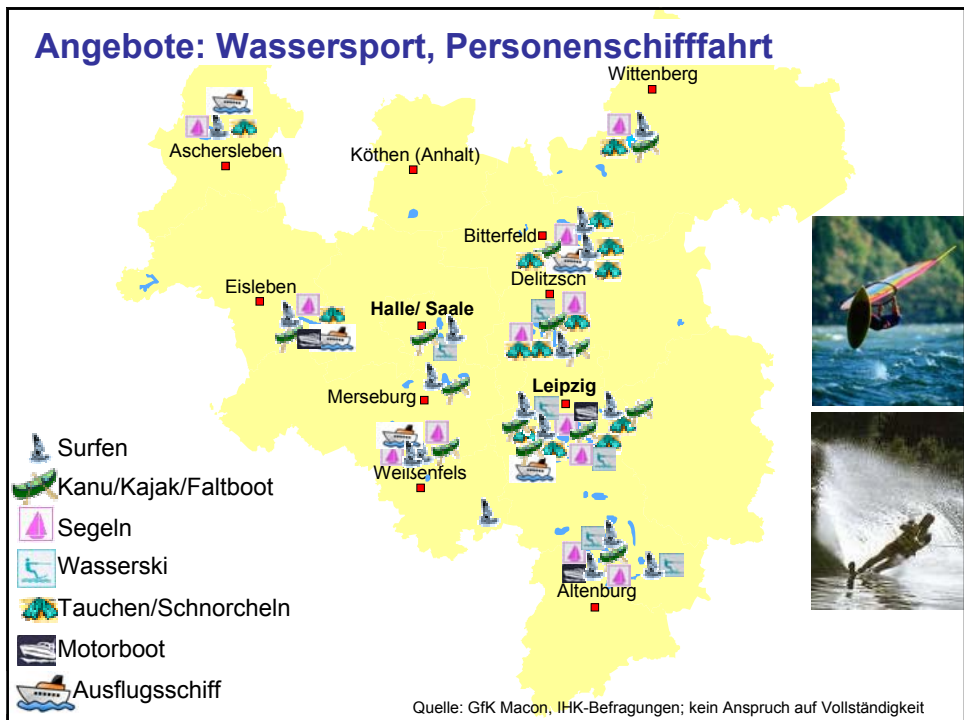 Angebote: Wassersport, Personenschifffahrt
Wittenberg
Aschersleben
Köthen (Anhalt)
Bitterfeld
Delitzsch
Eisleben
Halle/ Saale
Leipzig
Merseburg
Weißenfels
Altenburg
Surfen
Kanu/Kajak/Faltboot
Segeln
Wasserski
Tauchen/Schnorcheln
Motorboot
Ausflugsschiff
Quelle: GfK Macon, IHK-Befragungen; kein Anspruch auf Vollständigkeit